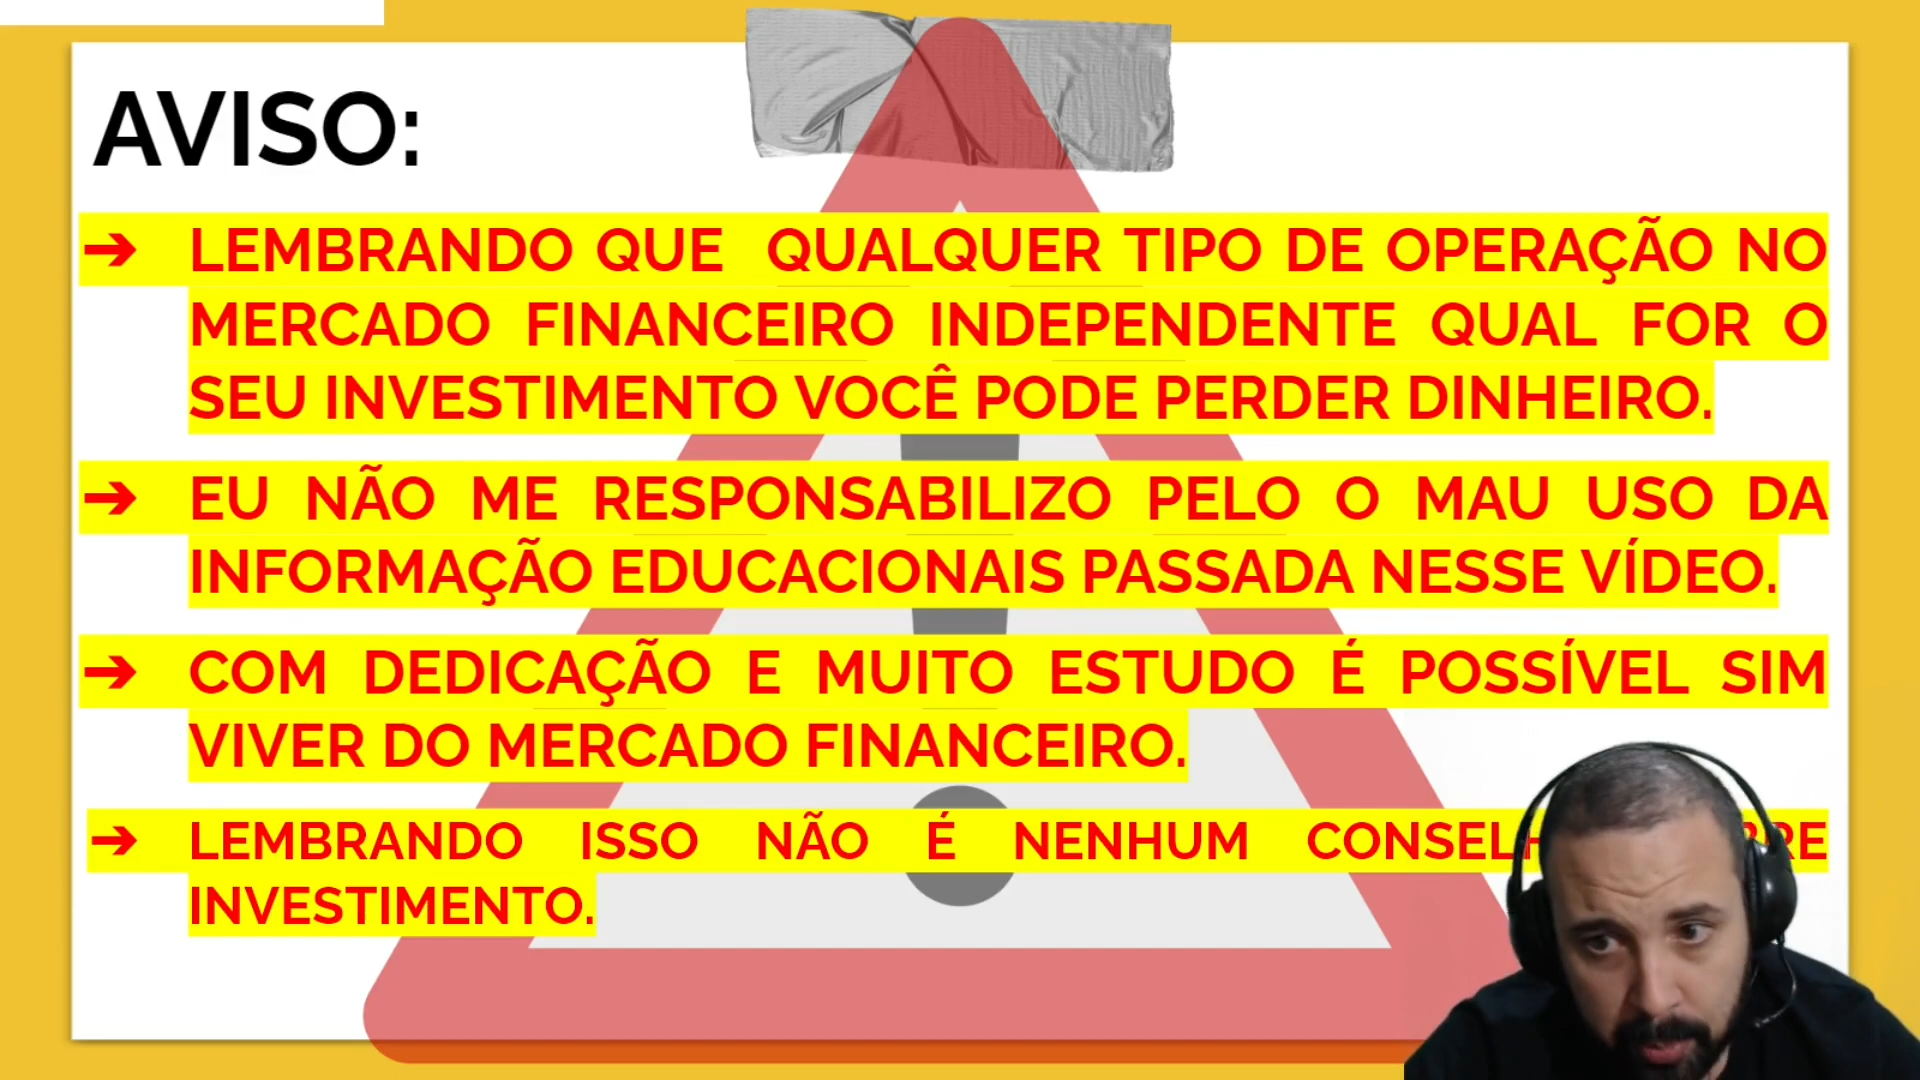 AVISO:
➔ LEMBRANDO QUE QUALQUER TIPO DE OPERAÇÃO NO
MERCADO FINANCEIRO INDEPENDENTE QUAL FOR O
SEU INVESTIMENTO VOCÊ PODE PERDER DINHEIRO.
➔ EU NÃO ME RESPONSABILIZO PELO O MAU USO DA
INFORMAÇÃO EDUCACIONAIS PASSADA NESSE VÍDEO.
➔ COM DEDICAÇÃO E MUITO ESTUDO É POSSÍVEL SIM
VIVER DO MERCADO FINANCEIRO.
➔ LEMBRANDO ISSO NÃO É NENHUM
INVESTIMENTO.